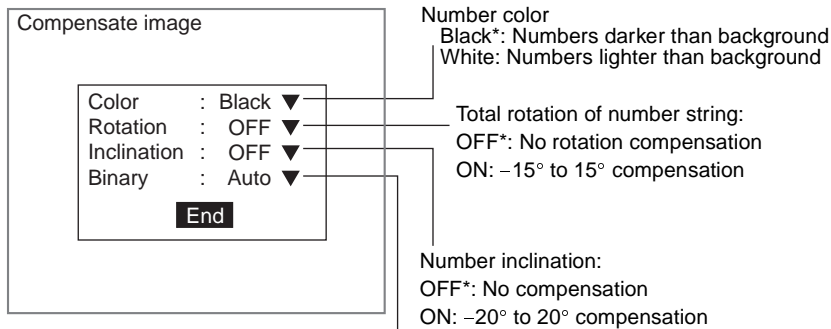 Compensate image
Color : Black ▼
Rotation : OFF ▼
Inclination : OFF ▼
Binary : Auto ▼
End
Number color
Black*: Numbers darker than background
White: Numbers lighter than background
Total rotation of number string:
OFF*: No rotation compensation
ON: −15° to 15° compensation
Number inclination:
OFF*: No compensation
ON: −20° to 20° compensation